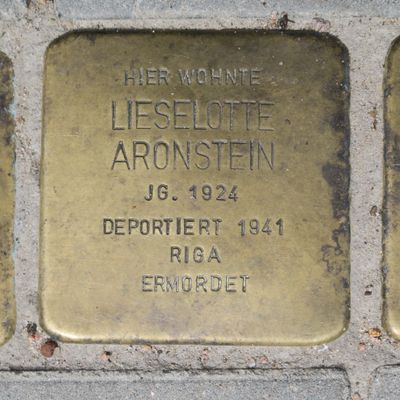 HIER WOHNTE
LIESELOTTE
ARONSTEIN
JG. 1924
DEPORTIERT 1941
RIGA
ERMORDET